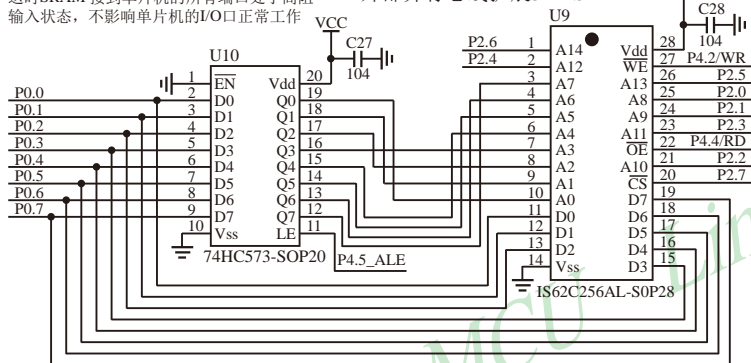 输入状态，不影响单片机的I/O口正常工作
VCC
C27
104
U10
1 EN Vdd 20
P0.0 2 D0 Q0 19
P0.1 3 D1 Q1 18
P0.2 4 D2 Q2 17
P0.3 5 D3 Q3 16
P0.4 6 D4 Q4 15
P0.5 7 D5 Q5 14
P0.6 8 D6 Q6 13
P0.7 9 D7 Q7 12
10 Vss LE 11
P4.5_ALE
74HC573-SOP20
C28
104
U9
P2.6 1 A14 Vdd 28
P2.4 2 A12 WE 27 P4.2/WR
3 A7 A13 26 P2.5
4 A6 A8 25 P2.0
5 A5 A9 24 P2.1
6 A4 A11 23 P2.3
7 A3 OE 22 P4.4/RD
8 A2 A10 21 P2.2
9 A1 CS 20 P2.7
10 A0 D7 19
11 D0 D6 18
12 D1 D5 17
13 D2 D4 16
14 Vss D3 15
IS62C256AL-S0P28
MCU